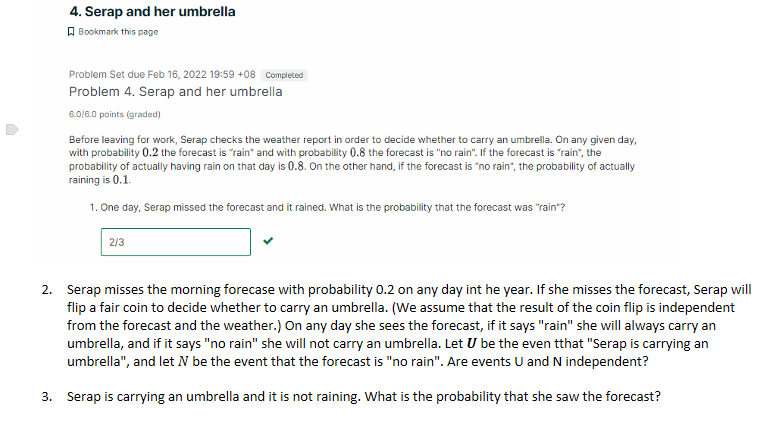 4. Serap and her umbrella
Bookmark this page
Problem Set due Feb 16, 2022 19:59 +08 Completed
Problem 4. Serap and her umbrella
6.0/6.0 points (graded)
Before leaving for work, Serap checks the weather report in order to decide whether to carry an umbrella. On any given day,
with probability 0.2 the forecast is "rain" and with probability 0.8 the forecast is "no rain". If the forecast is "rain", the
probability of actually having rain on that day is 0.8. On the other hand, if the forecast is "no rain", the probability of actually
raining is 0.1.
1. One day, Serap missed the forecast and it rained. What is the probability that the forecast was "rain"?
2/3
2. Serap misses the morning forecase with probability 0.2 on any day int he year. If she misses the forecast, Serap will
flip a fair coin to decide whether to carry an umbrella. (We assume that the result of the coin flip is independent
from the forecast and the weather.) On any day she sees the forecast, if it says "rain" she will always carry an
umbrella, and if it says "no rain" she will not carry an umbrella. Let U be the even tthat "Serap is carrying an
umbrella", and let N be the event that the forecast is "no rain". Are events U and N independent?
3. Serap is carrying an umbrella and it is not raining. What is the probability that she saw the forecast?